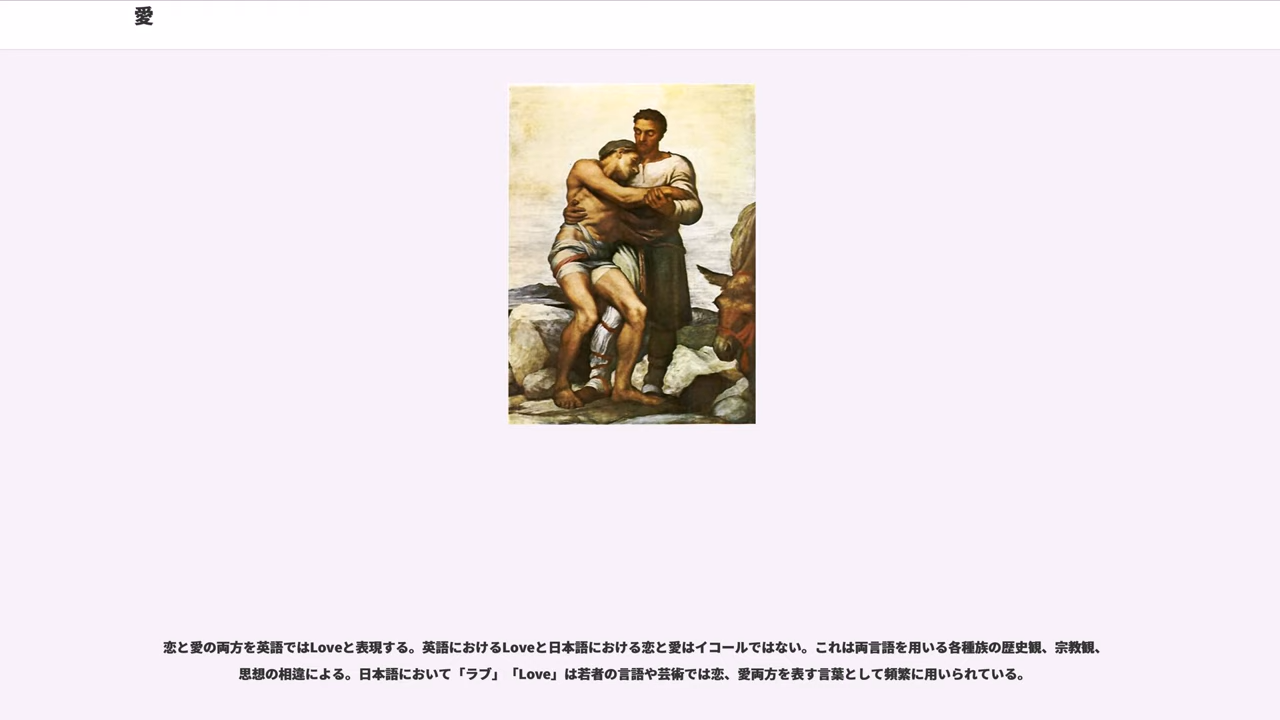 愛
恋と愛の両方を英語ではLoveと表現する。英語におけるLoveと日本語における恋と愛はイコールではない。これは両言語を用いる各種族の歴史観、宗教観、
思想の相違による。日本語において「ラブ」「Love」は若者の言語や芸術では恋、愛両方を表す言葉として頻繁に用いられている。